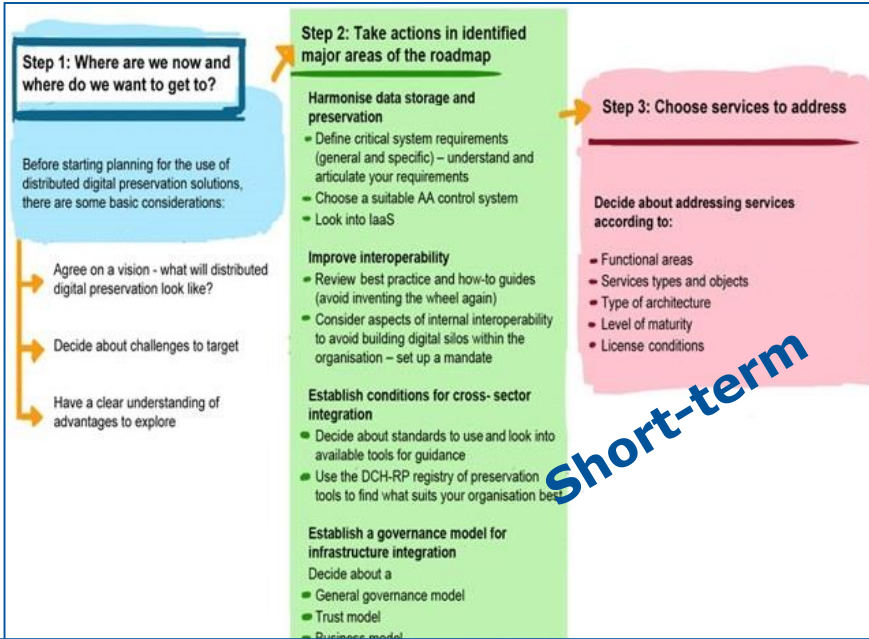 Step 1: Where are we now and
where do we want to get to?
Before starting planning for the use of
distributed digital preservation solutions,
there are some basic considerations:
Agree on a vision - what will distributed
digital preservation look like?
Decide about challenges to target
Have a clear understanding of
advantages to explore
Step 2: Take actions in identified
major areas of the roadmap
Harmonise data storage and
preservation
Define critical system requirements
(general and specific) – understand and
articulate your requirements
Choose a suitable AA control system
Look into IaaS
Improve interoperability
Review best practice and how-to guides
(avoid inventing the wheel again)
Consider aspects of internal interoperability
to avoid building digital silos within the
organisation – set up a mandate
Establish conditions for cross- sector
integration
Decide about standards to use and look into
available tools for guidance
Use the DCH-RP registry of preservation
tools to find what suits your organisation best
Establish a governance model for
infrastructure integration
Decide about a
General governance model
Trust model
Business model
Step 3: Choose services to address
Decide about addressing services
according to:
Functional areas
Services types and objects
Type of architecture
Level of maturity
License conditions
Short-term